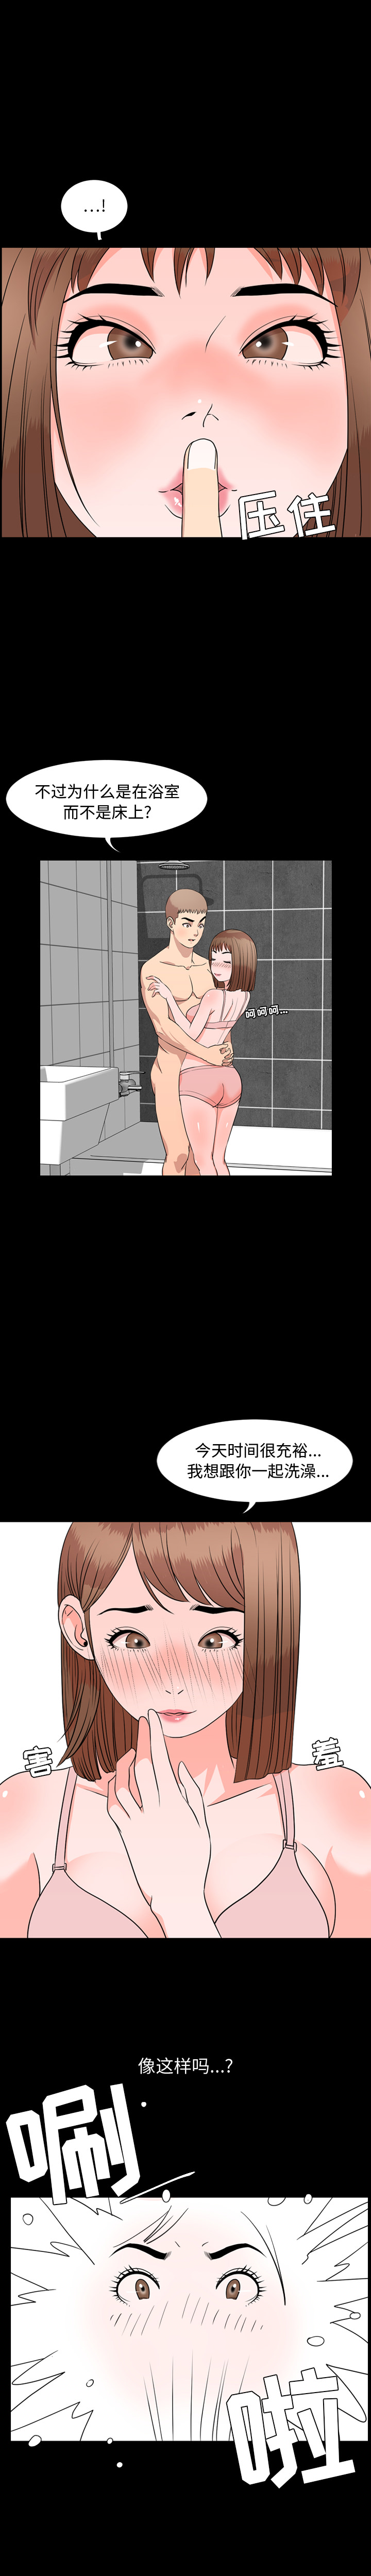 ...!
压住
不过为什么是在浴室
而不是床上?
呵呵呵...
今天时间很充裕...
我想跟你一起洗澡...
害羞
像这样吗...?
唰
啦